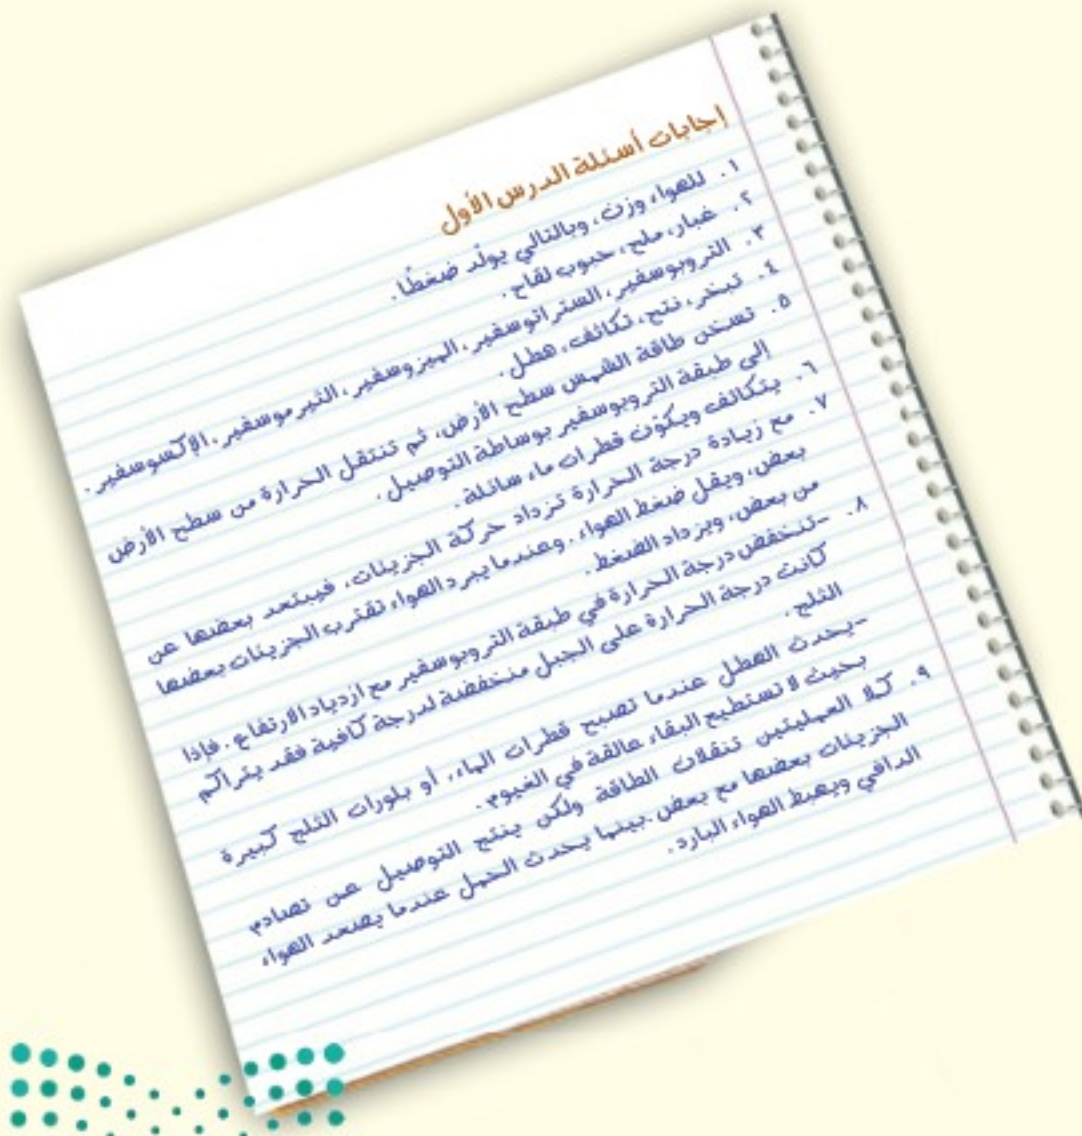 إجابات أسئلة الدرس الأول
١. للهواء وزن، وبالتالي يولّد ضغطًا.
٢. غبار، ملح، حبوب لقاح.
٣. التروبوسفير، الستراتوسفير، الميزوسفير، الثيرموسفير، الإكسوسفير.
٤. تبخر، نتح، تكاثف، هطل.
٥. تسخن طاقة الشمس سطح الأرض، ثم تنتقل الحرارة من سطح الأرض
إلى طبقة التروبوسفير بوساطة التوصيل.
٦. يتكاثف ويكوّن قطرات ماء سائلة.
٧. مع زيادة درجة الحرارة تزداد حركة الجزيئات، فيبتعد بعضها عن
بعض، ويقل ضغط الهواء. وعندما يبرد الهواء تقترب الجزيئات بعضها
من بعض، ويزداد الضغط.
٨. -تنخفض درجة الحرارة في طبقة التروبوسفير مع ازدياد الارتفاع. فإذا
كانت درجة الحرارة على الجبل منخفضة لدرجة كافية فقد يتراكم
الثلج.
-يحدث الهطل عندما تصبح قطرات الماء، أو بلورات الثلج كبيرة
بحيث لا تستطيع البقاء عالقة في الغيوم.
٩. كلا العمليتين تنقلان الطاقة ولكن ينتج التوصيل عن تصادم
الجزيئات بعضها مع بعض. بينما يحدث الحمل عندما يصعد الهواء
الدافي ويهبط الهواء البارد.